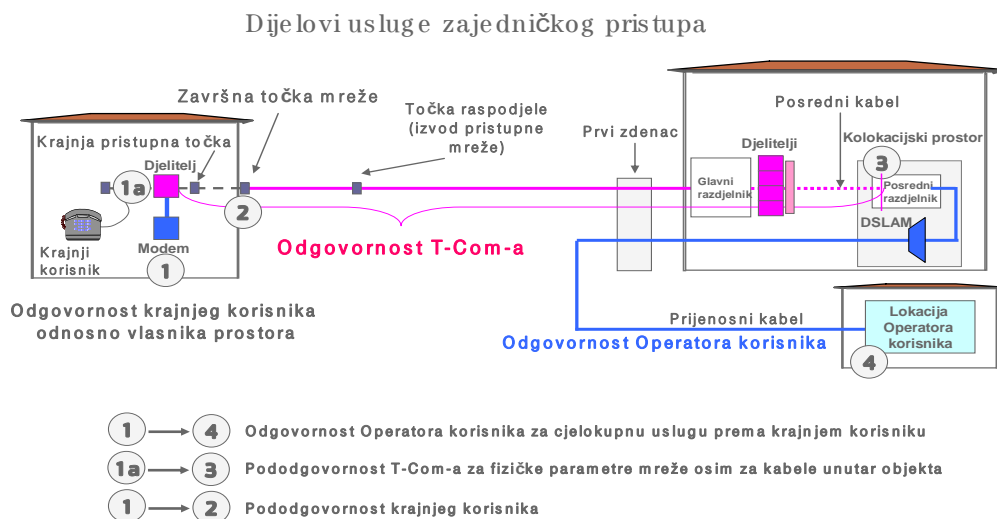 Dijelovi usluge zajedničkog pristupa
Završna točka mreže
Krajnja pristupna točka
Djelitelj
1a
Krajnji
korisnik
Modem
1
2
Točka raspodjele
(izvod pristupne
mreže)
Prvi zdenac
Odgovornost T-Com-a
Odgovornost krajnjeg korisnika
odnosno vlasnika prostora
Posredni kabel
Djelitelji
Kolokacijski prostor
3
Glavni
razdjelnik
Posredni
razdjelnik
DSLAM
Prijenosni kabel
Odgovornost Operatora korisnika
Lokacija
Operatora
korisnika
4
1 4 Odgovornost Operatora korisnika za cjelokupnu uslugu prema krajnjem korisniku
1a 3 Pododgovornost T-Com-a za fizičke parametre mreže osim za kabele unutar objekta
1 2 Pododgovornost krajnjeg korisnika